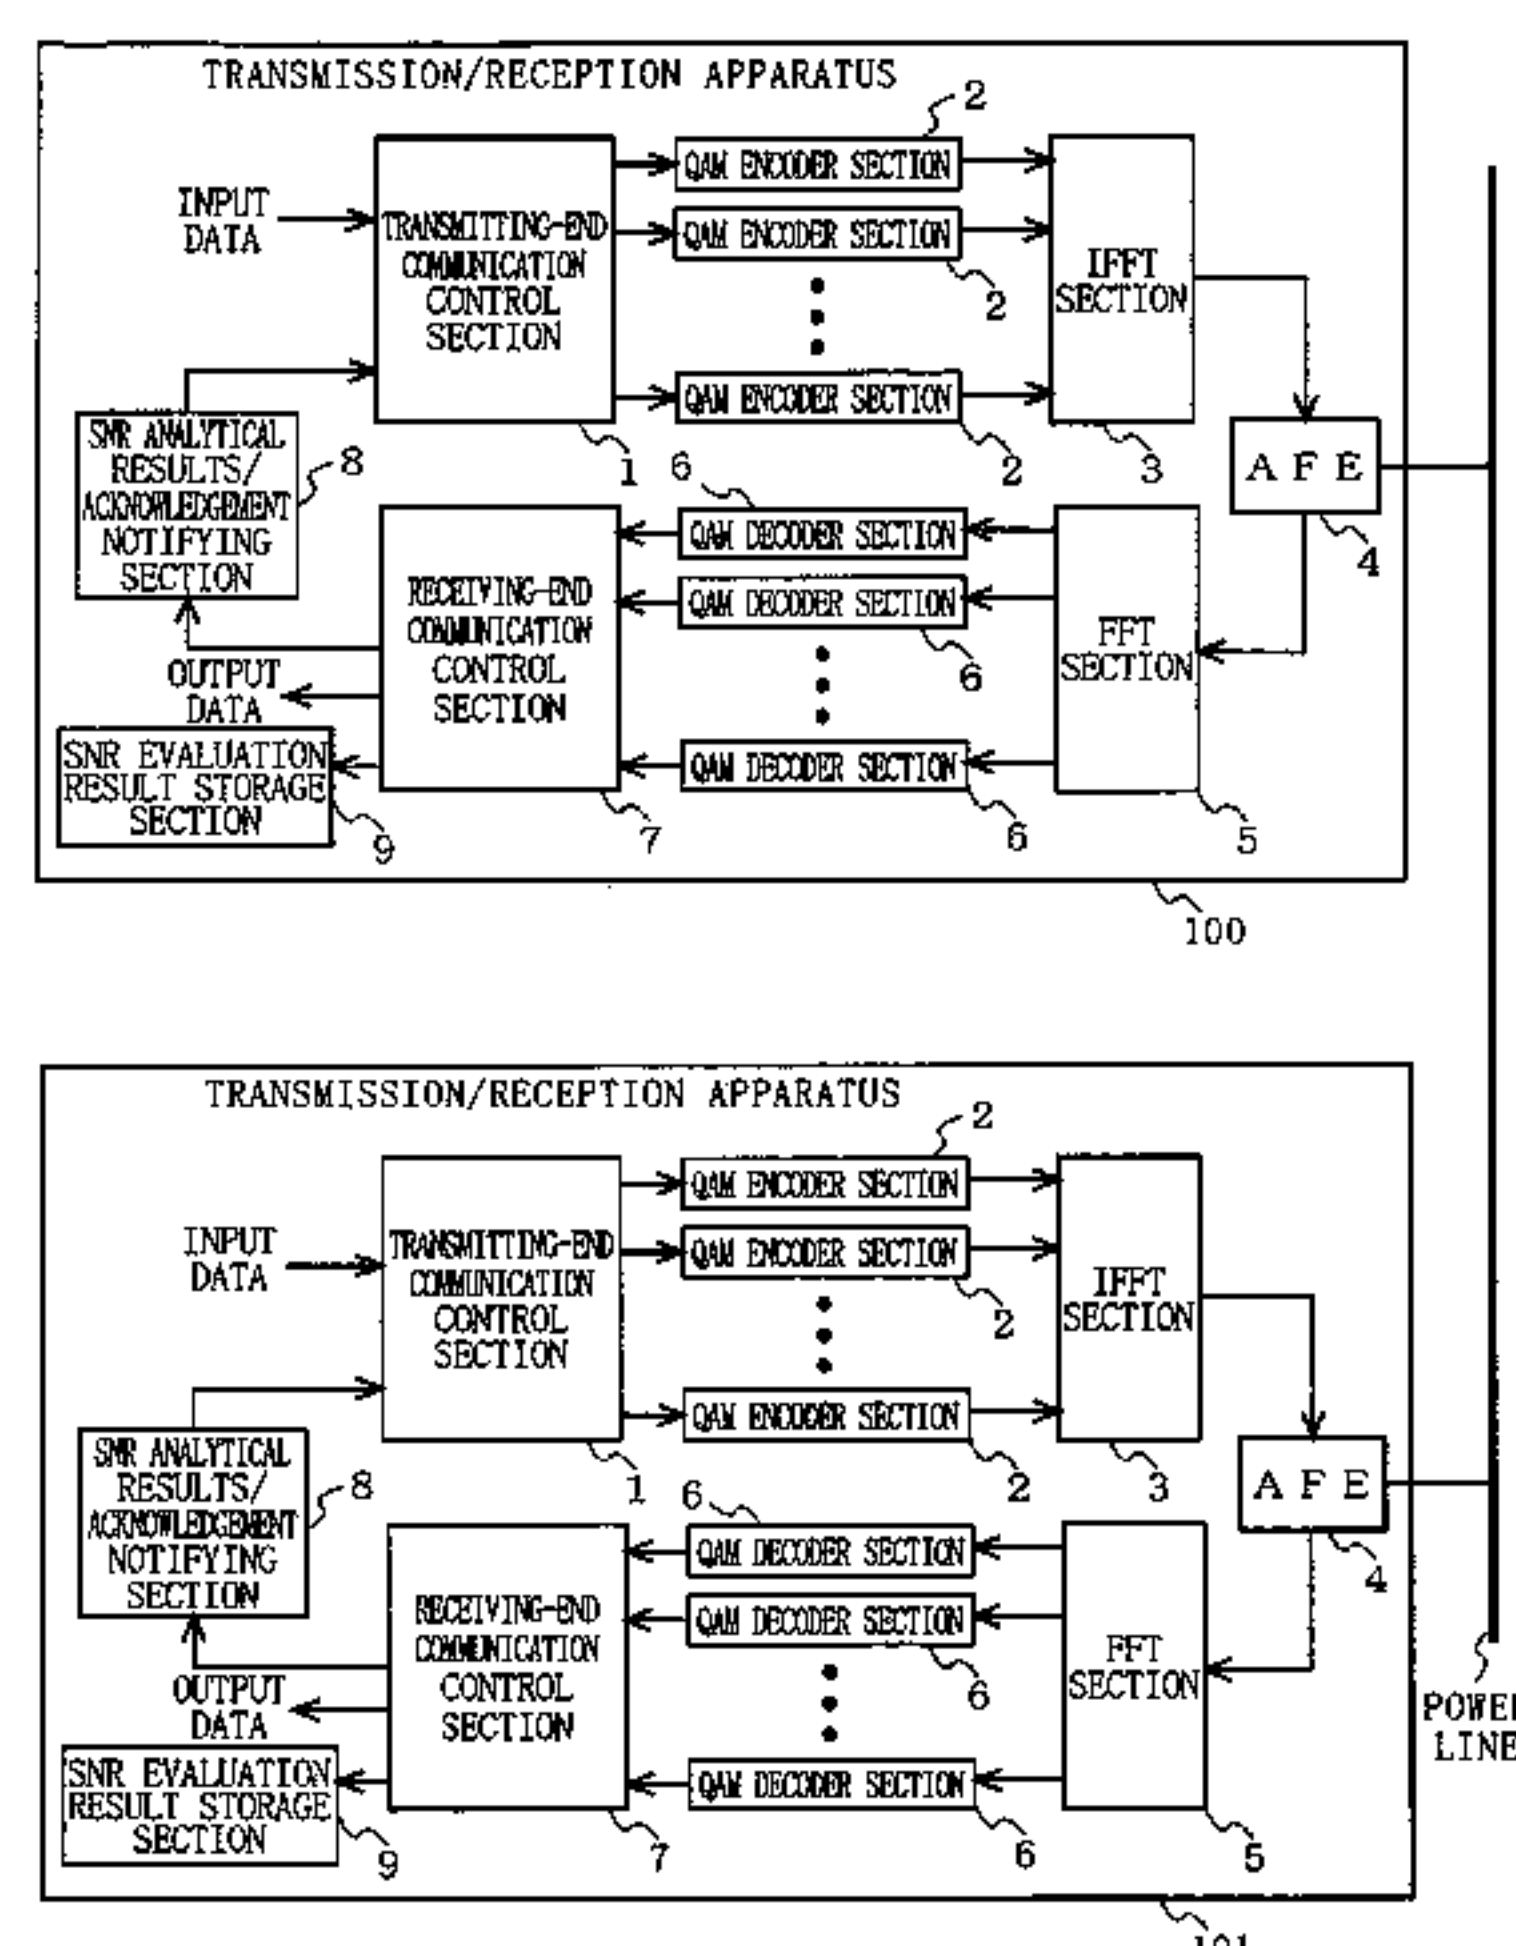 TRANSMISSION/RECEPTION APPARATUS
2
QAM ENCODER SECTION
INPUT
DATA
TRANSMITTING-END
COMMUNICATION
CONTROL
SECTION
QAM ENCODER SECTION
2
IFFT
SECTION
QAM ENCODER SECTION
1
2
3
SNR ANALYTICAL
RESULTS/
ACKNOWLEDGEMENT
NOTIFYING
SECTION
8
6
A F E
4
QAM DECODER SECTION
RECEIVING-END
COMMUNICATION
CONTROL
SECTION
QAM DECODER SECTION
6
FFT
SECTION
OUTPUT
DATA
QAM DECODER SECTION
SNR EVALUATION
RESULT STORAGE
SECTION
9
7
6
5
100
TRANSMISSION/RECEPTION APPARATUS
2
QAM ENCODER SECTION
INPUT
DATA
TRANSMITTING-END
COMMUNICATION
CONTROL
SECTION
QAM ENCODER SECTION
2
IFFT
SECTION
QAM ENCODER SECTION
1
2
3
SNR ANALYTICAL
RESULTS/
ACKNOWLEDGEMENT
NOTIFYING
SECTION
8
6
A F E
4
QAM DECODER SECTION
RECEIVING-END
COMMUNICATION
CONTROL
SECTION
QAM DECODER SECTION
6
FFT
SECTION
OUTPUT
DATA
POWE
LINE
QAM DECODER SECTION
SNR EVALUATION
RESULT STORAGE
SECTION
9
7
6
5
101